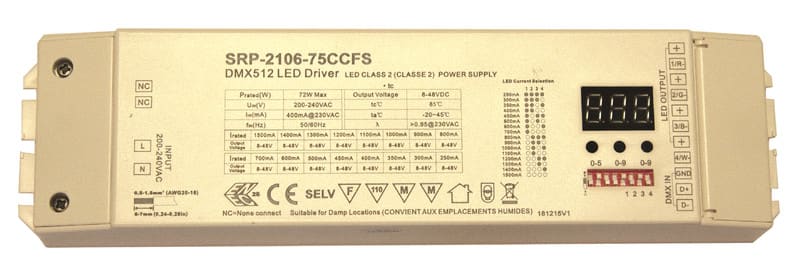 SRP-2106-75CCFS
DMX512 LED Driver LED CLASS 2 (CLASSE 2) POWER SUPPLY
• tc
Prated(W) 72W Max Output Voltage 8-48VDC
Uin(V) 200-240VAC tc℃ 85℃
Iin(mA) 400mA@230VAC ta℃ -20~45℃
fin(Hz) 50/60Hz λ >0.95@230VAC
Irated 1500mA 1400mA 1300mA 1200mA 1100mA 1000mA 900mA 800mA
Output Voltage 8-48V 8-48V 8-48V 8-48V 8-48V 8-48V 8-48V 8-48V
Irated 700mA 600mA 500mA 450mA 400mA 350mA 300mA 250mA
Output Voltage 8-48V 8-48V 8-48V 8-48V 8-48V 8-48V 8-48V 8-48V
SELV F 110 M M
NC=None connect Suitable for Damp Locations (CONVIENT AUX EMPLACEMENTS HUMIDES)
181215V1
NC
NC
L
N
INPUT
200-240VAC
0.5-1.5mm² (AWG20-16)
6-7mm (0.24-0.28in)
LED Current Selection
1 2 3 4
250mA
300mA
350mA
400mA
450mA
500mA
600mA
700mA
800mA
900mA
1000mA
1100mA
1200mA
1300mA
1400mA
1500mA
0-5 0-9 0-9
1 2 3 4
LED OUTPUT
+
1/R-
+
2/G-
+
3/B-
+
4/W-
DMX IN
GND
D+
D-